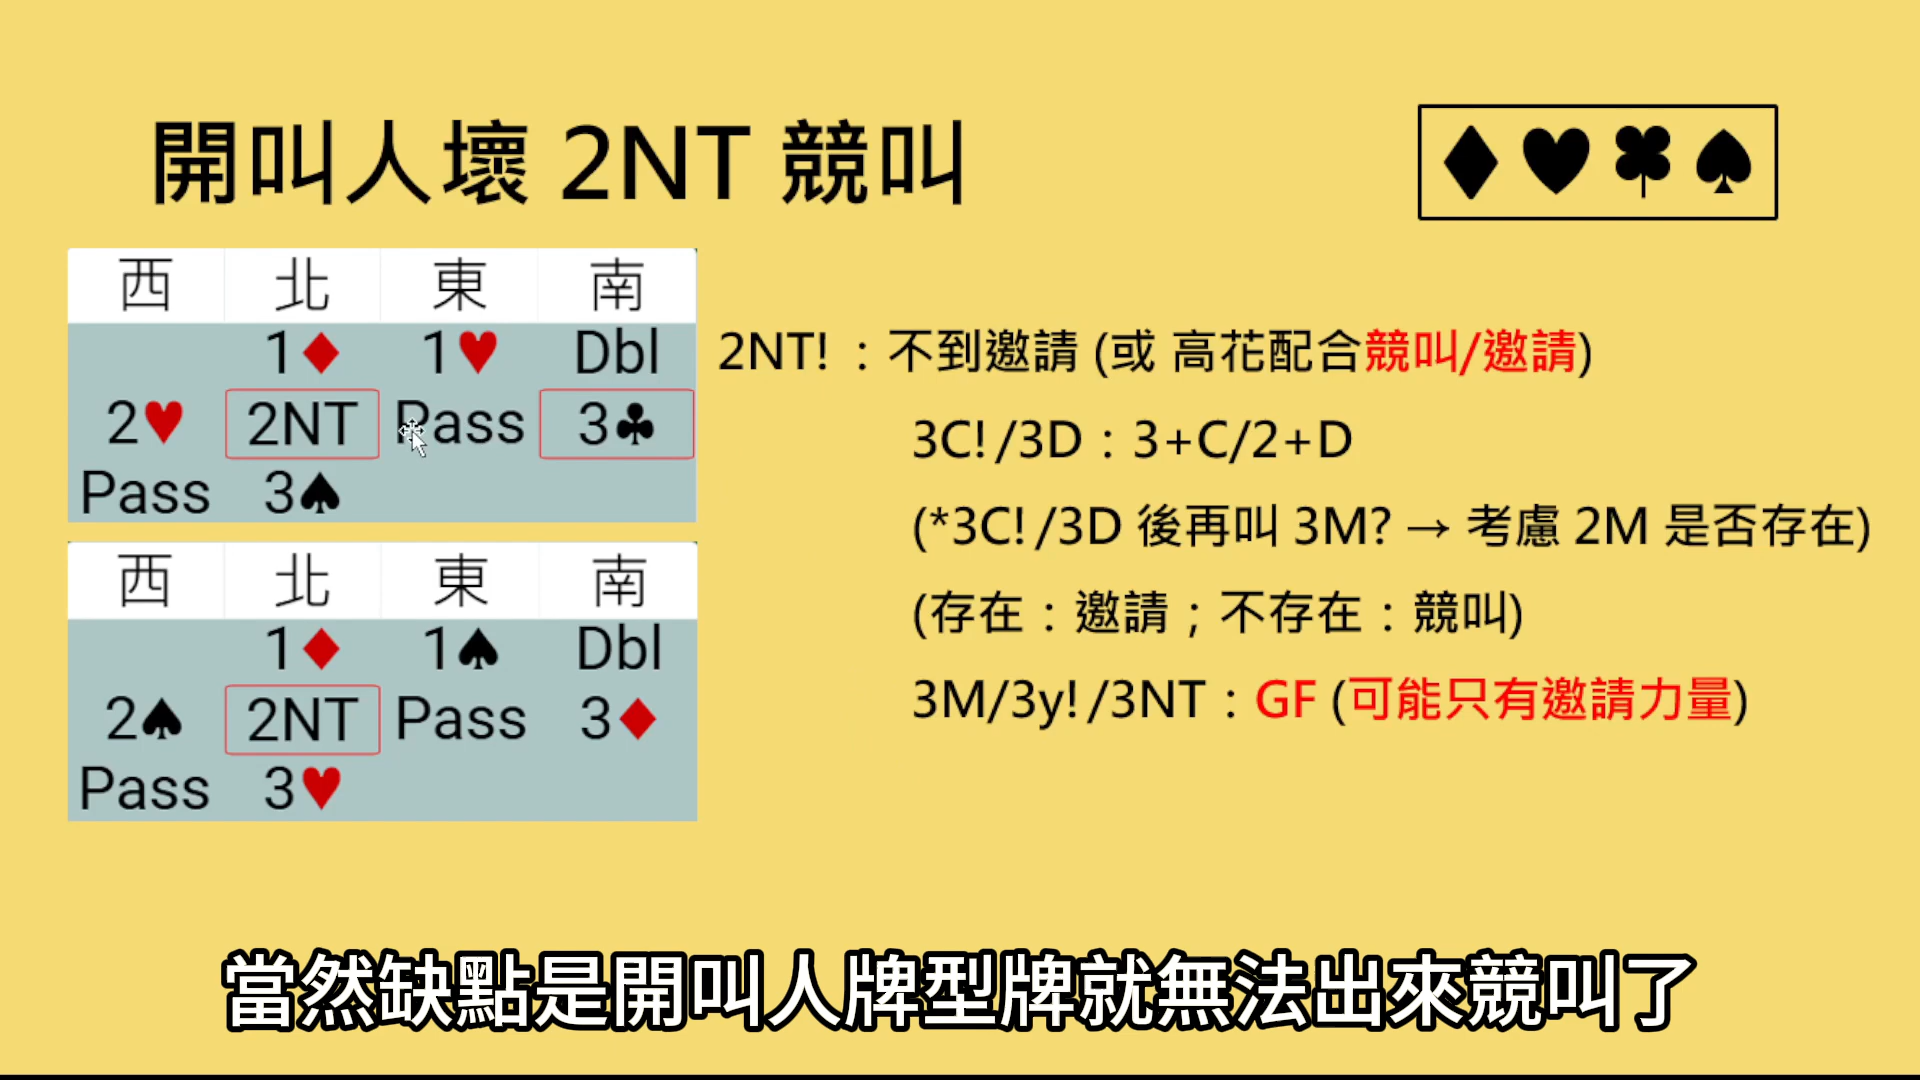 開叫人壞 2NT 競叫
♦ ♥ ♣ ♠
西 北 東 南
1♦ 1♥ Dbl
2♥ 2NT Pass 3♣
Pass 3♠
西 北 東 南
1♦ 1♠ Dbl
2♠ 2NT Pass 3♦
Pass 3♥
2NT! : 不到邀請 (或 高花配合競叫/邀請)
3C!/3D : 3+C/2+D
(*3C!/3D 後再叫 3M? → 考慮 2M 是否存在)
(存在 : 邀請 ; 不存在 : 競叫)
3M/3y!/3NT : GF (可能只有邀請力量)
當然缺點是開叫人牌型牌就無法出來競叫了